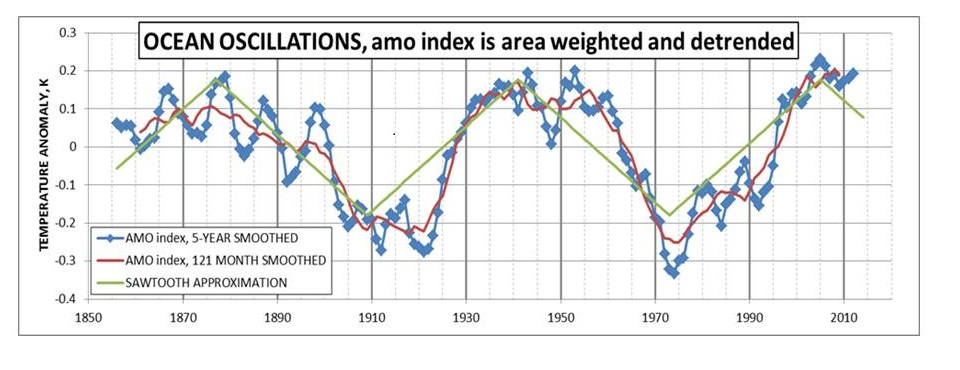 OCEAN OSCILLATIONS, amo index is area weighted and detrended
TEMPERATURE ANOMALY, K
0.3
0.2
0.1
0
-0.1
-0.2
-0.3
-0.4
AMO index, 5-YEAR SMOOTHED
AMO index, 121 MONTH SMOOTHED
SAWTOOTH APPROXIMATION
1850 1870 1890 1910 1930 1950 1970 1990 2010